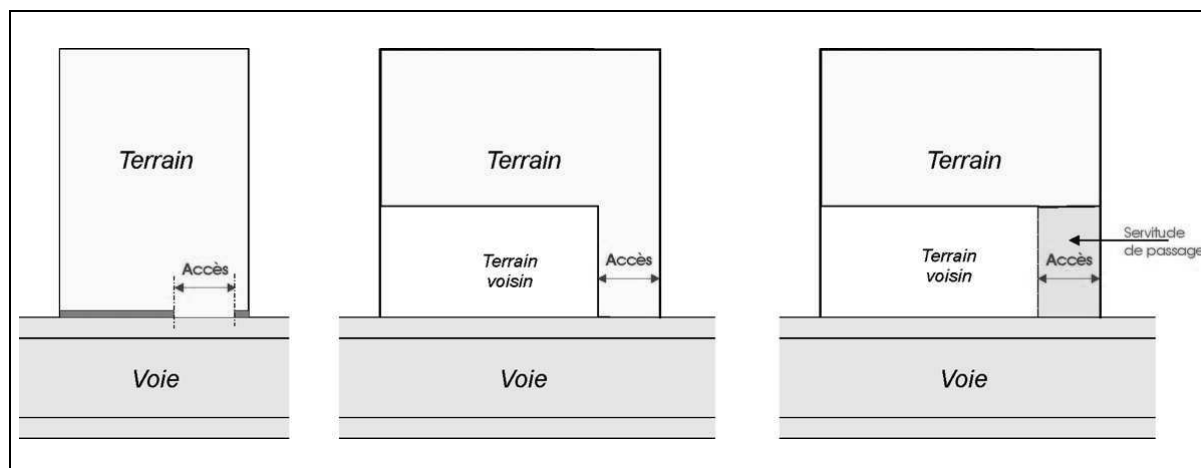 Terrain
Accès
Voie
Terrain
Terrain
voisin
Accès
Voie
Terrain
Terrain
voisin
Accès
Servitude
de passage
Voie